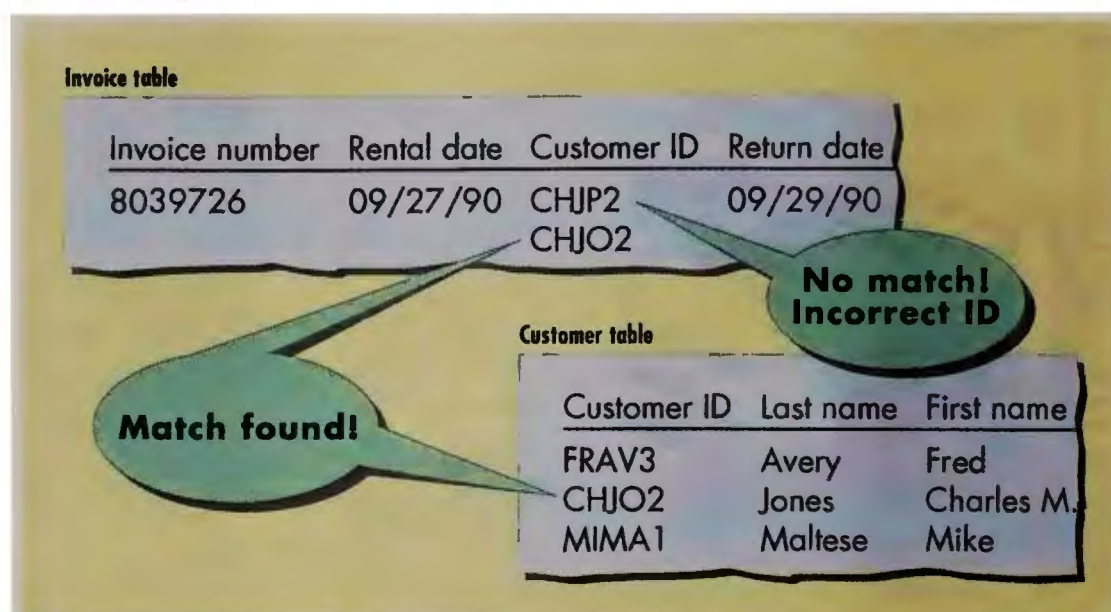 Invoice table
Invoice number Rental date Customer ID Return date
8039726 09/27/90 CHJP2 09/29/90
CHJO2
No match!
Incorrect ID
Match found!
Customer table
Customer ID Last name First name
FRAV3 Avery Fred
CHJO2 Jones Charles M.
MIMA1 Maltese Mike